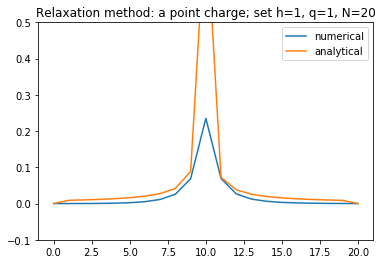 Relaxation method: a point charge; set h=1, q=1, N=20
0.5
0.4
0.3
0.2
0.1
0.0
−0.1
numerical
analytical
0.0 2.5 5.0 7.5 10.0 12.5 15.0 17.5 20.0